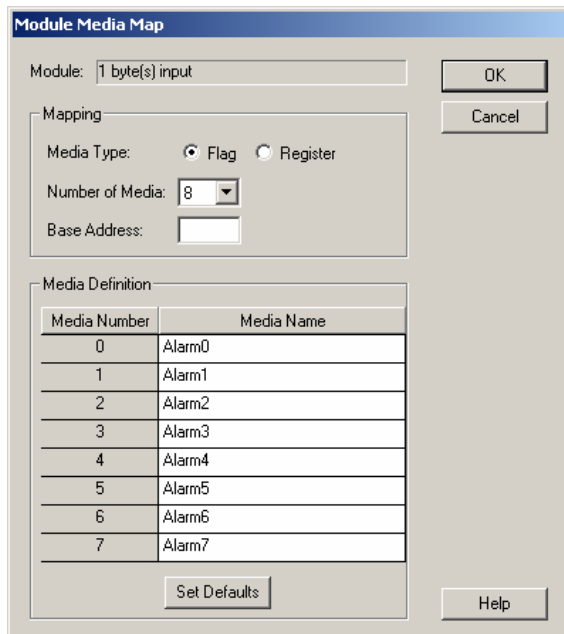 Module Media Map
Module: 1 byte(s) input
OK
Cancel
Mapping
Media Type: Flag Register
Number of Media: 8
Base Address:
Media Definition
Media Number Media Name
0 Alarm0
1 Alarm1
2 Alarm2
3 Alarm3
4 Alarm4
5 Alarm5
6 Alarm6
7 Alarm7
Set Defaults
Help